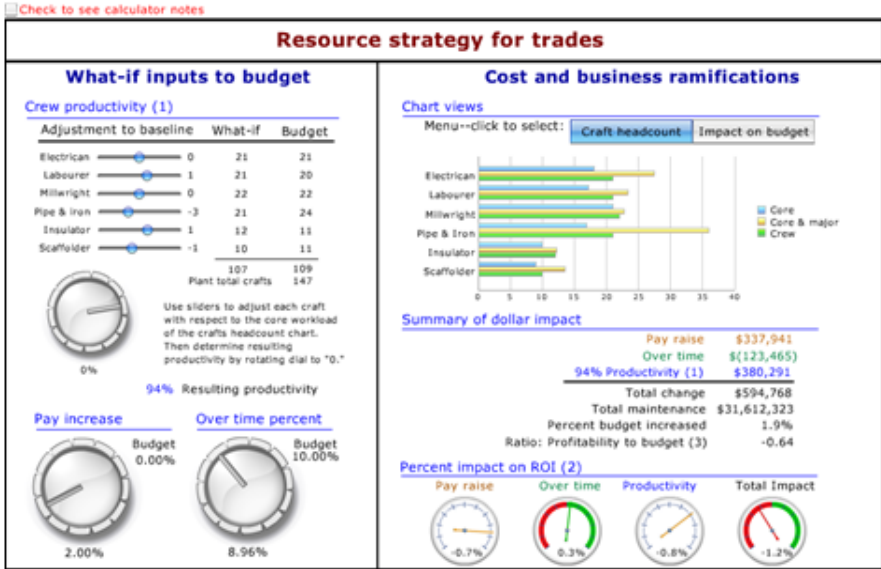 Check to see calculator notes
Resource strategy for trades
What-if inputs to budget
Crew productivity (1)
Adjustment to baseline What-if Budget
Electrican 0 21 21
Labourer 1 21 20
Millwright 0 22 22
Pipe & iron -3 21 24
Insulator 1 12 11
Scaffolder -1 10 11
107 109
Plant total crafts 147
Use sliders to adjust each craft
with respect to the core workload
of the crafts headcount chart.
Then determine resulting
productivity by rotating dial to "0."
0%
94% Resulting productivity
Pay increase
Budget
0.00%
2.00%
Over time percent
Budget
10.00%
8.96%
Cost and business ramifications
Chart views
Menu--click to select: Craft headcount Impact on budget
Electrican
Labourer
Millwright
Pipe & Iron
Insulator
Scaffolder
0 5 10 15 20 25 30 35 40
Core
Core & major
Crew
Summary of dollar impact
Pay raise $337,941
Over time $(123,465)
94% Productivity (1) $380,291
Total change $594,768
Total maintenance $31,612,323
Percent budget increased 1.9%
Ratio: Profitability to budget (3) -0.64
Percent impact on ROI (2)
Pay raise Over time Productivity Total Impact
-0.7% 0.3% -0.8% -1.2%